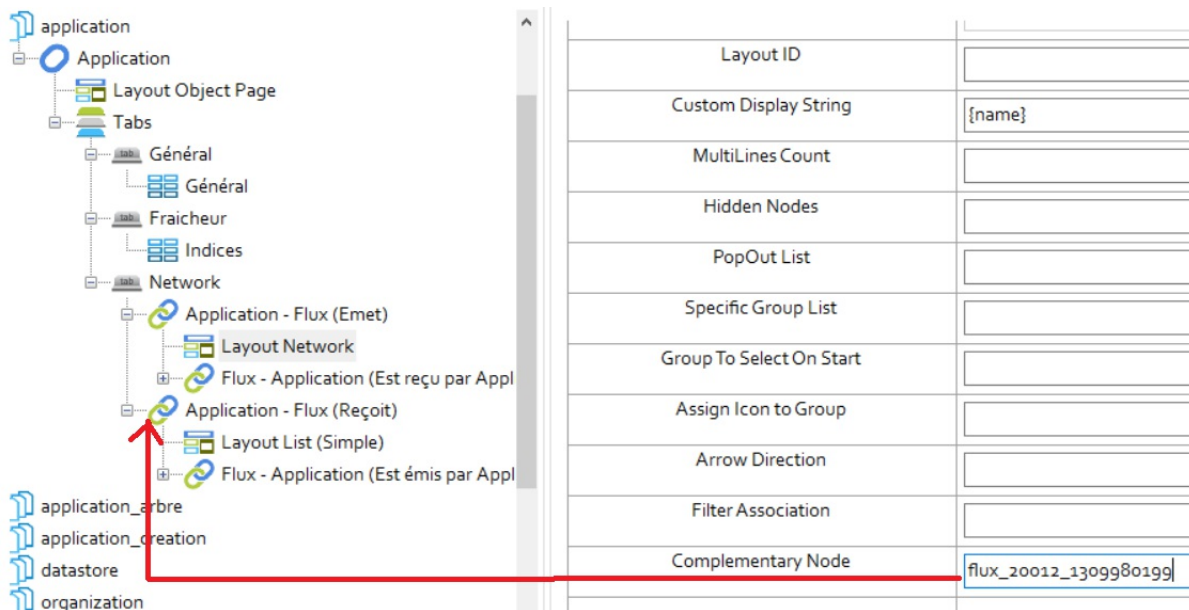 application
Application
Layout Object Page
Tabs
tab Général
Général
tab Fraicheur
Indices
tab Network
Application - Flux (Emet)
Layout Network
Flux - Application (Est reçu par Appl
Application - Flux (Reçoit)
Layout List (Simple)
Flux - Application (Est émis par Appl
application_arbre
application_creation
datastore
organization
Layout ID
Custom Display String {name}
MultiLines Count
Hidden Nodes
PopOut List
Specific Group List
Group To Select On Start
Assign Icon to Group
Arrow Direction
Filter Association
Complementary Node flux_20012_1309980199